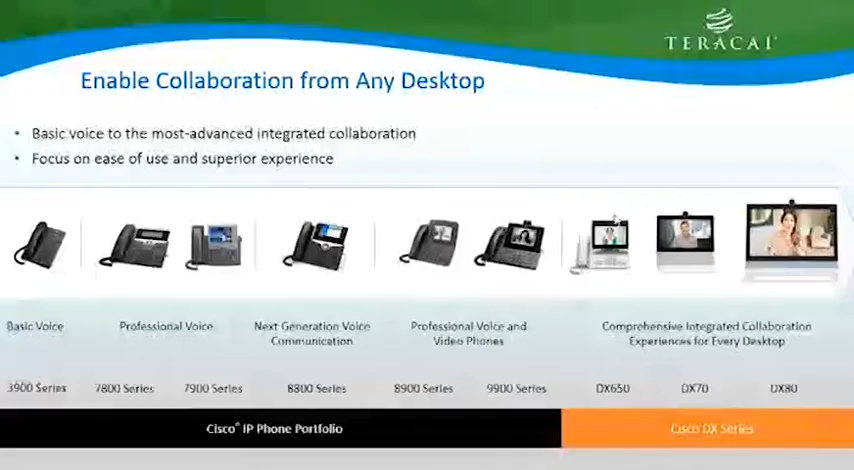 TERACAI
Enable Collaboration from Any Desktop
• Basic voice to the most-advanced integrated collaboration
• Focus on ease of use and superior experience
Basic Voice
Professional Voice
Next Generation Voice
Communication
Professional Voice and
Video Phones
Comprehensive Integrated Collaboration
Experiences for Every Desktop
3900 Series
7800 Series
7900 Series
8800 Series
8900 Series
9900 Series
DX650
DX70
DX80
Cisco® IP Phone Portfolio
Cisco DX Series